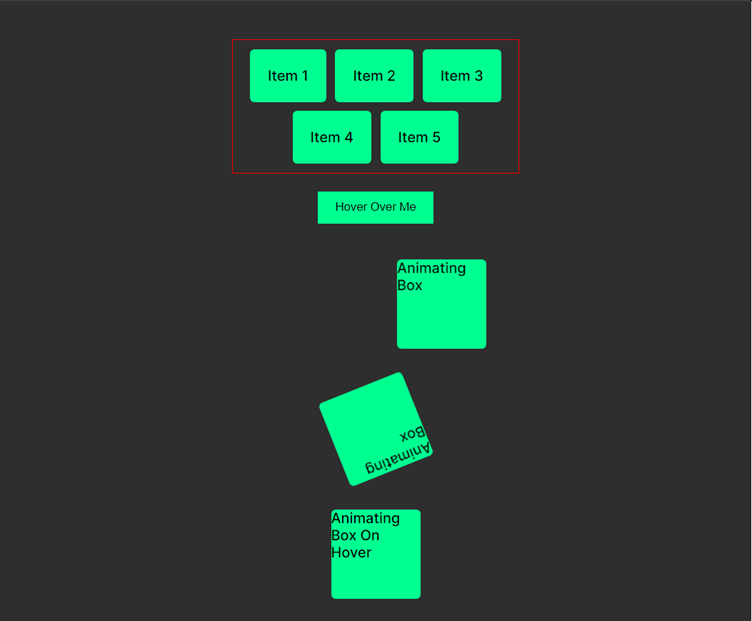 Item 1 Item 2 Item 3
Item 4 Item 5
Hover Over Me
Animating
Box
Animating
Box
Animating
Box On
Hover